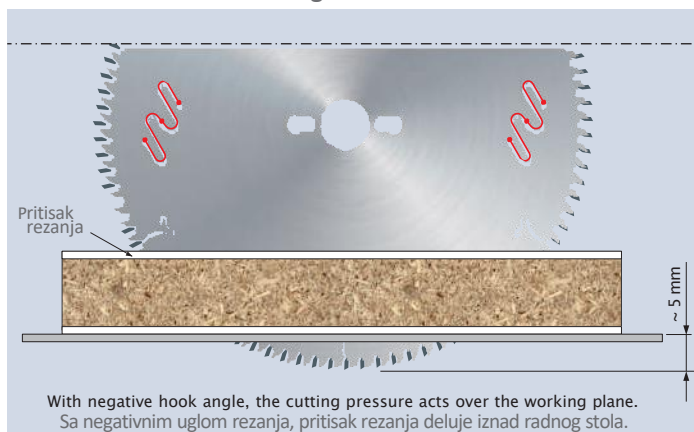 Pritisak
rezanja
~ 5 mm
With negative hook angle, the cutting pressure acts over the working plane.
Sa negativnim uglom rezanja, pritisak rezanja deluje iznad radnog stola.